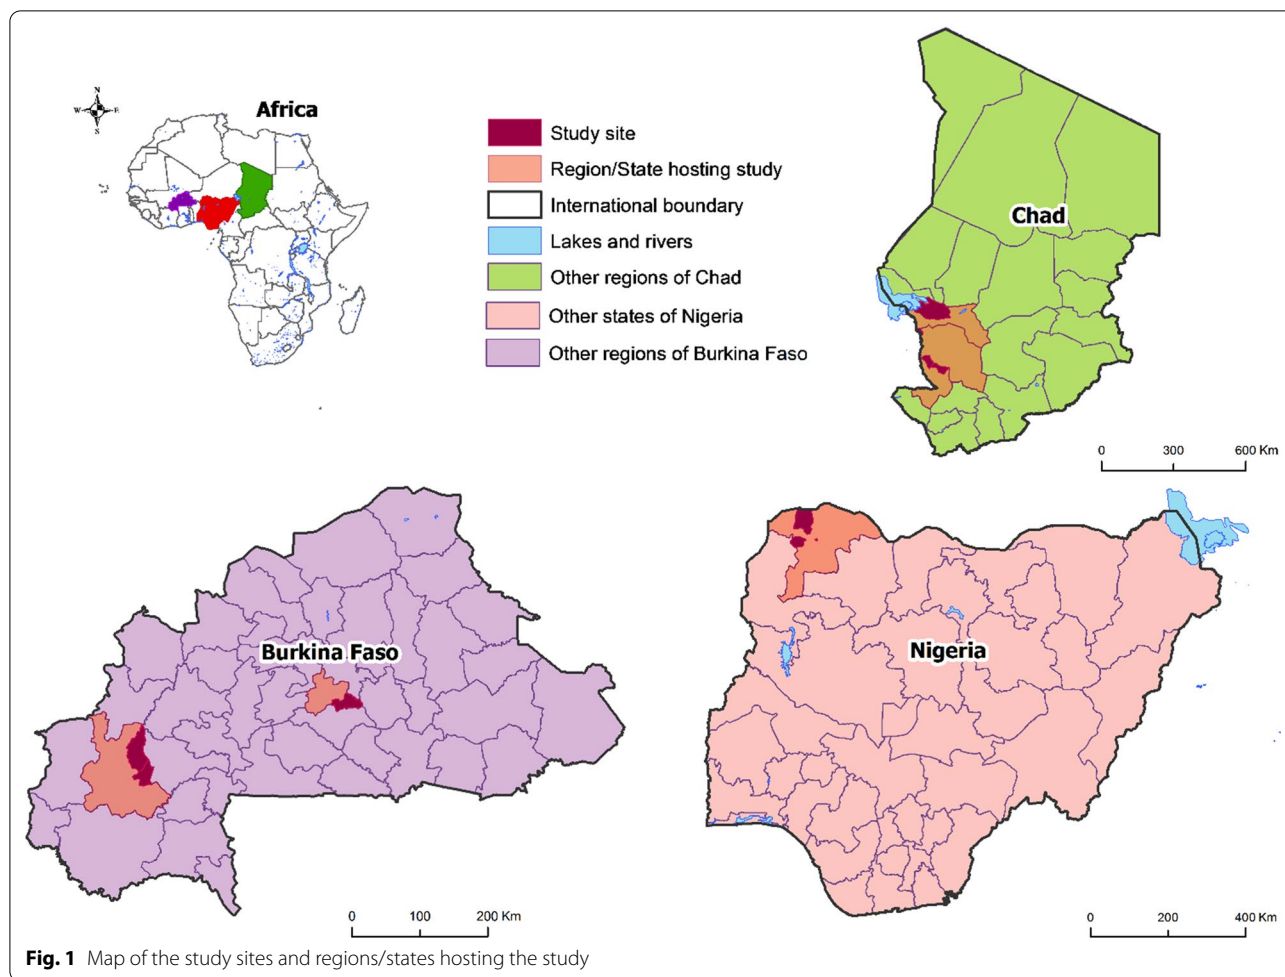 N
W E
S
Africa
Study site
Region/State hosting study
International boundary
Lakes and rivers
Other regions of Chad
Other states of Nigeria
Other regions of Burkina Faso
Chad
0 300 600 Km
Burkina Faso
0 100 200 Km
Nigeria
0 200 400 Km
Fig. 1 Map of the study sites and regions/states hosting the study